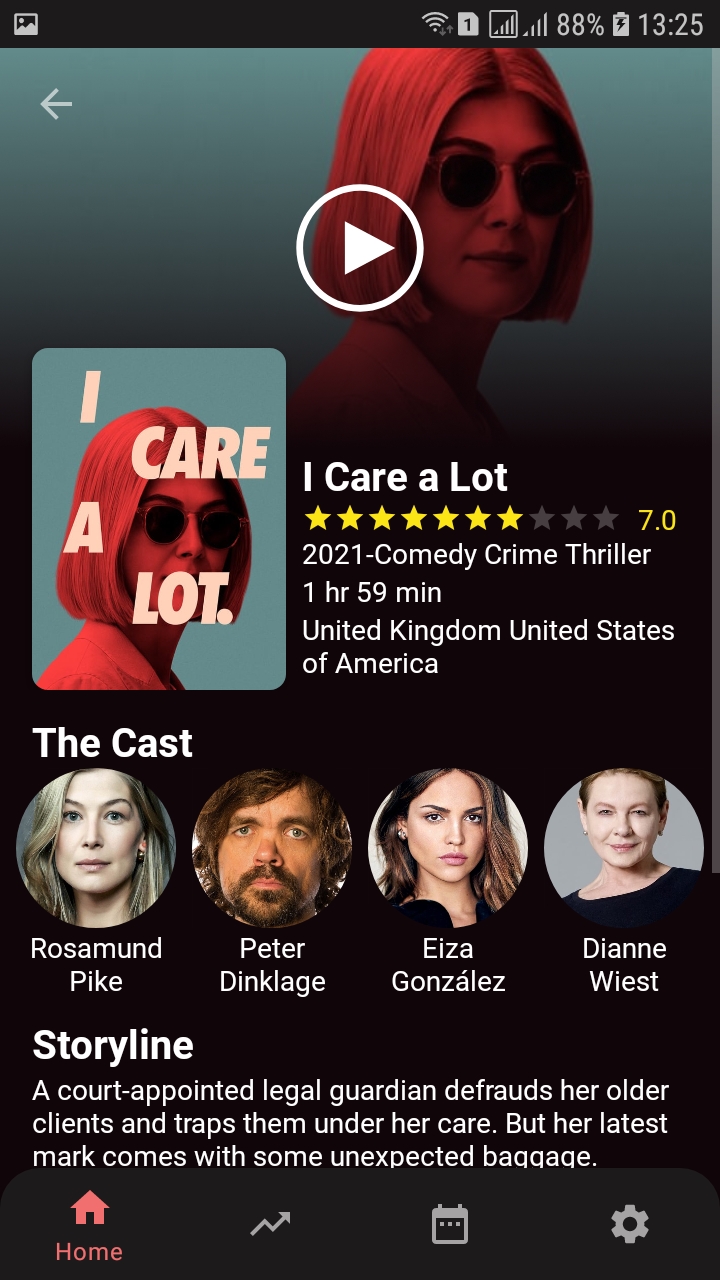 1 88% 13:25
I
CARE
A
LOT.
I Care a Lot
7.0
2021-Comedy Crime Thriller
1 hr 59 min
United Kingdom United States
of America
The Cast
Rosamund
Pike
Peter
Dinklage
Eiza
González
Dianne
Wiest
Storyline
A court-appointed legal guardian defrauds her older
clients and traps them under her care. But her latest
mark comes with some unexpected baggage.
Home